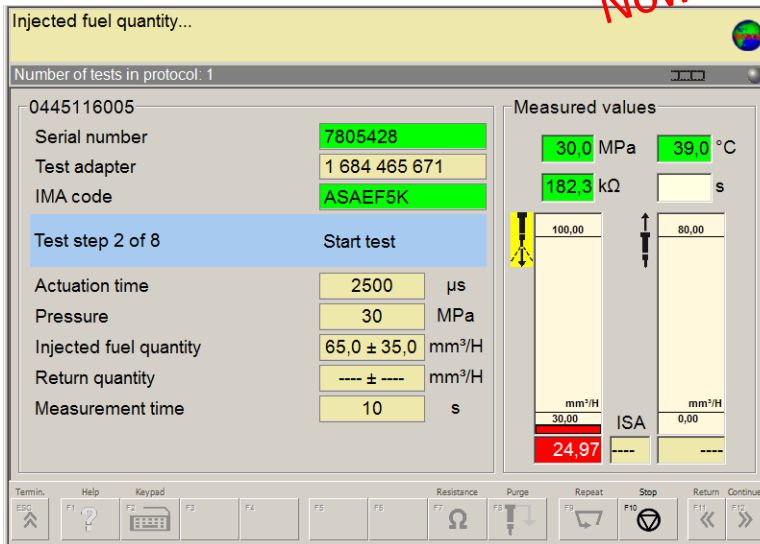 Injected fuel quantity...
Number of tests in protocol: 1
0445116005
Serial number 7805428
Test adapter 1 684 465 671
IMA code ASAEF5K
Test step 2 of 8 Start test
Actuation time 2500 µs
Pressure 30 MPa
Injected fuel quantity 65,0 ± 35,0 mm³/H
Return quantity ---- ± ---- mm³/H
Measurement time 10 s
Measured values
30,0 MPa 39,0 °C
182,3 kΩ s
100,00 80,00
mm³/H mm³/H
30,00 ISA 0,00
24,97 ---- ----
Termin. Help Keypad Resistance Purge Repeat Stop Return Continue
ESC F1 F2 F3 F4 F5 F6 F7 Ω F8 F9 F10 F11 F12